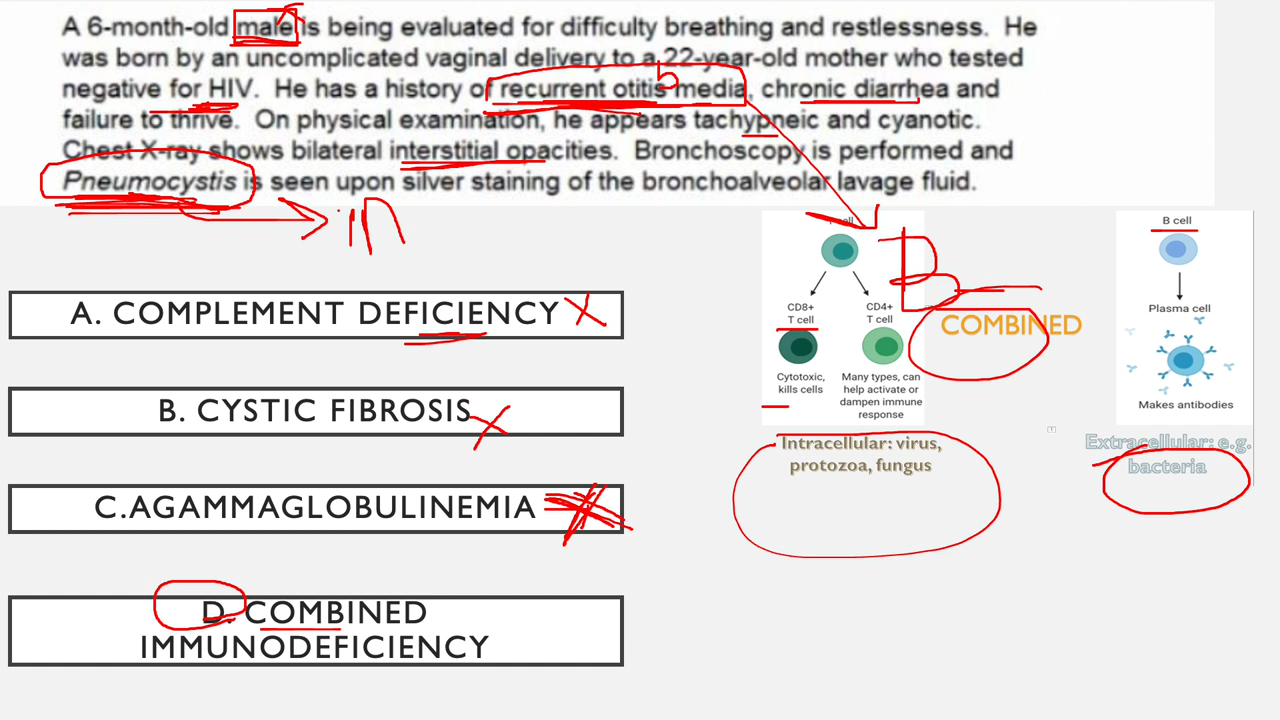 A 6-month-old male is being evaluated for difficulty breathing and restlessness. He
was born by an uncomplicated vaginal delivery to a 22-year-old mother who tested
negative for HIV. He has a history of recurrent otitis media, chronic diarrhea and
failure to thrive. On physical examination, he appears tachypneic and cyanotic.
Chest X-ray shows bilateral interstitial opacities. Bronchoscopy is performed and
Pneumocystis is seen upon silver staining of the bronchoalveolar lavage fluid.
b
in
A. COMPLEMENT DEFICIENCY
B. CYSTIC FIBROSIS
C.AGAMMAGLOBULINEMIA
D. COMBINED
IMMUNODEFICIENCY
cell
B
CD8+
T cell
CD4+
T cell
Cytotoxic,
kills cells
Many types, can
help activate or
dampen immune
response
Intracellular: virus,
protozoa, fungus
COMBINED
B cell
Plasma cell
Makes antibodies
Extracellular: e.g.
bacteria